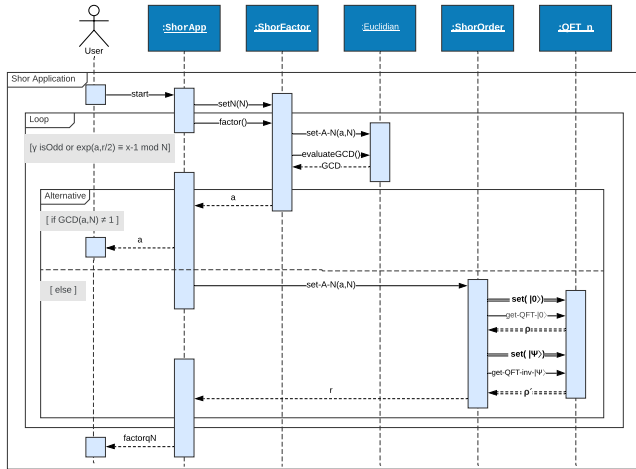 :ShorApp
:ShorFactor
:Euclidian
:ShorOrder
:QFT_n
User
Shor Application
start
setN(N)
Loop
factor()
set-A-N(a,N)
[γ isOdd or exp(a,r/2) ≡ x-1 mod N]
evaluateGCD()
GCD
Alternative
a
[ if GCD(a,N) ≠ 1 ]
a
[ else ]
set-A-N(a,N)
set( |0⟩)
get-QFT-|0⟩
ρ
set( |Ψ⟩)
get-QFT-inv-|Ψ⟩
r
ρ´
factorqN